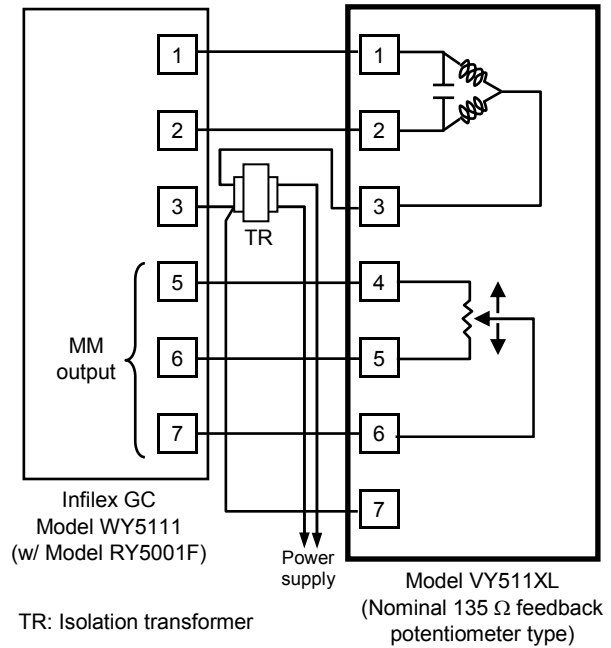 1
1
2
2
3
3
TR
5
4
MM
output
6
5
7
6
7
Infilex GC
Model WY5111
(w/ Model RY5001F)
Power
supply
Model VY511XL
(Nominal 135 Ω feedback
potentiometer type)
TR: Isolation transformer